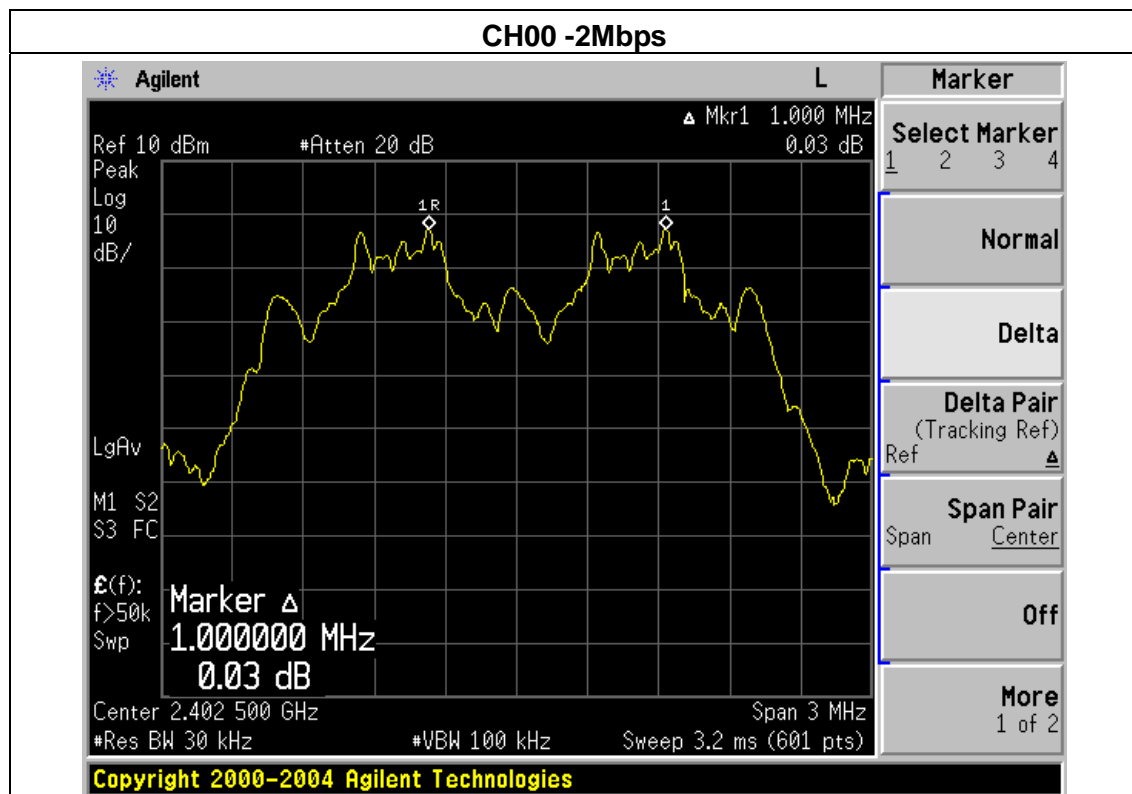 CH00 -2Mbps
Agilent L Marker
Δ Mkr1 1.000 MHz
Ref 10 dBm #Atten 20 dB 0.03 dB
Peak
Log
10
dB/
1R 1
LgAv
M1 S2
S3 FC
£(f):
f>50k
Swp
Marker Δ
1.000000 MHz
0.03 dB
Center 2.402 500 GHz Span 3 MHz
#Res BW 30 kHz #VBW 100 kHz Sweep 3.2 ms (601 pts)
Select Marker
1 2 3 4
Normal
Delta
Delta Pair
(Tracking Ref)
Ref Δ
Span Pair
Span Center
Off
More
1 of 2
Copyright 2000-2004 Agilent Technologies